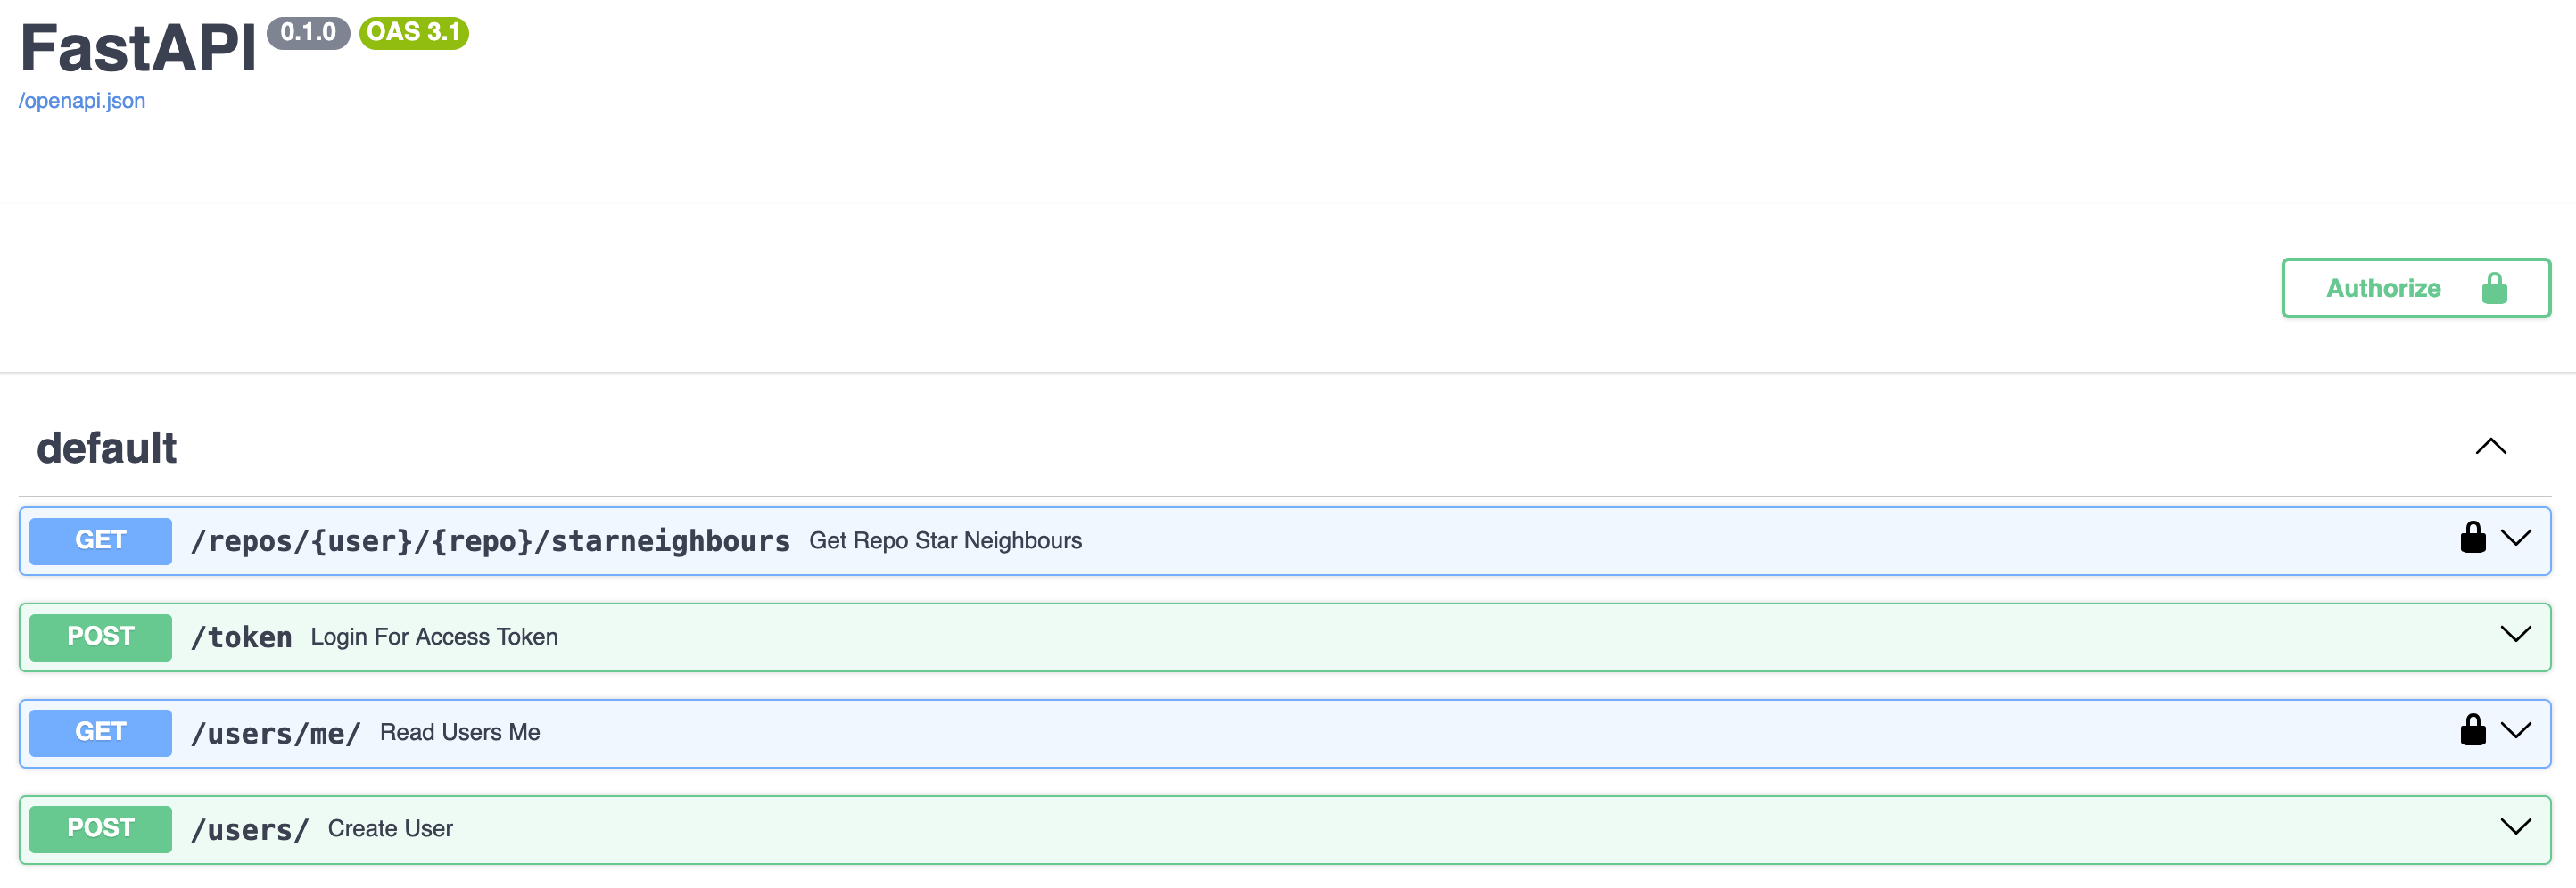 FastAPI 0.1.0 OAS 3.1
/openapi.json
Authorize
default
GET /repos/{user}/{repo}/starneighbours Get Repo Star Neighbours
POST /token Login For Access Token
GET /users/me/ Read Users Me
POST /users/ Create User